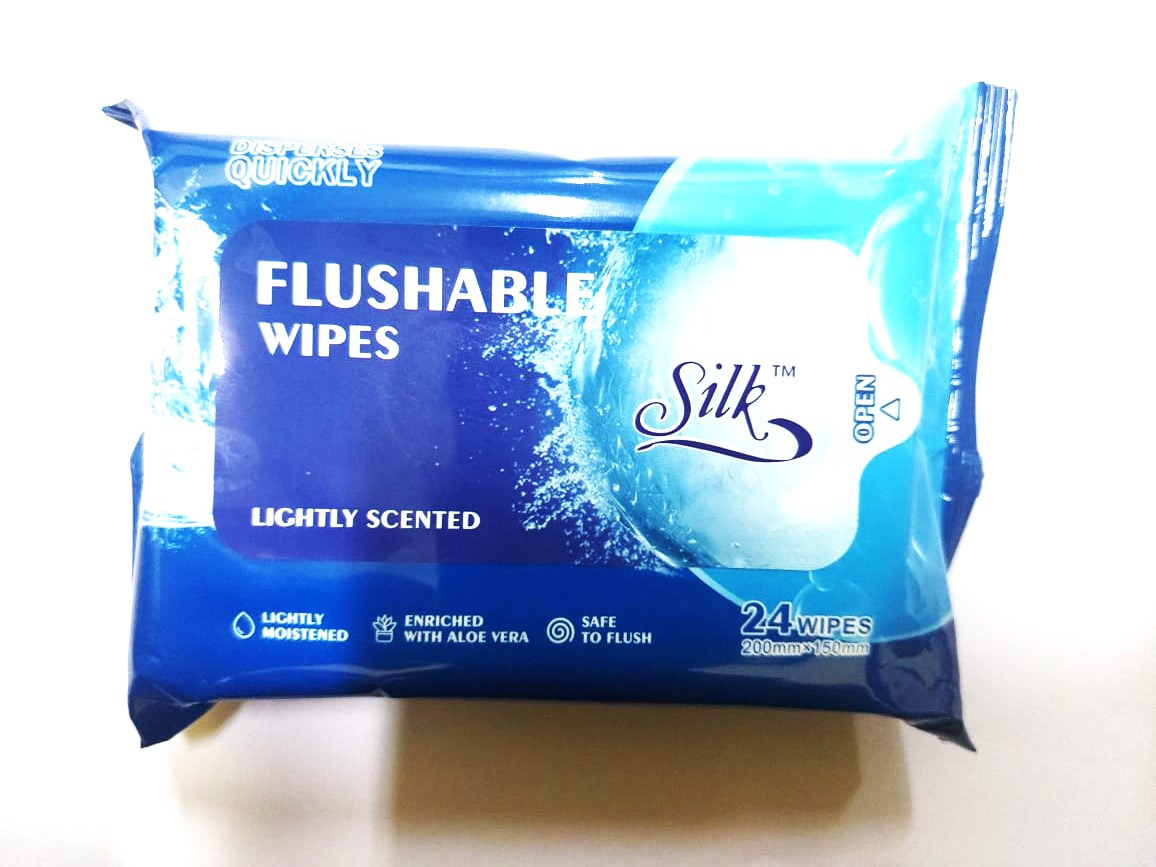 DISPERSES
QUICKLY
FLUSHABLE
WIPES
Silk™
OPEN
LIGHTLY SCENTED
LIGHTLY
MOISTENED
ENRICHED
WITH ALOE VERA
SAFE
TO FLUSH
24 WIPES
200mm×150mm